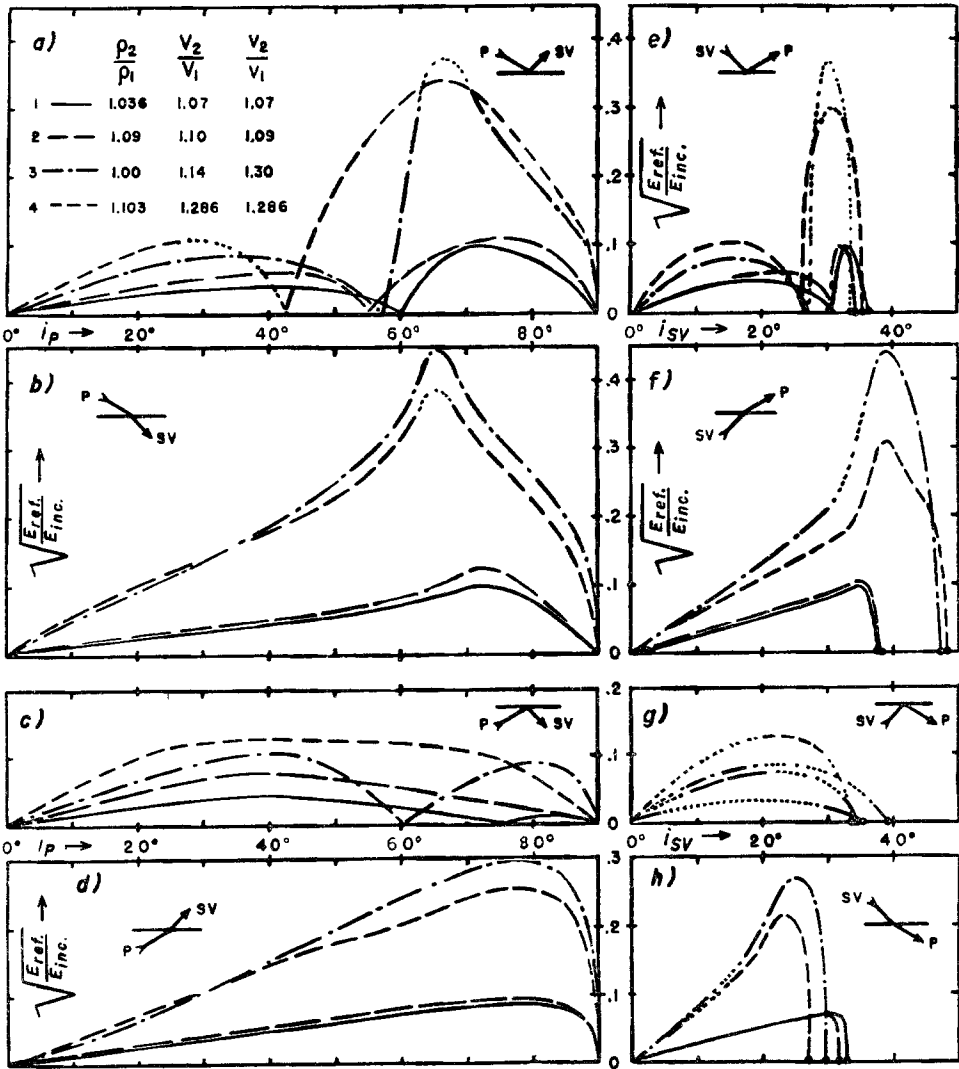 a)
ρ2/ρ1 V2/V1 v2/v1
1 1.036 1.07 1.07
2 1.09 1.10 1.09
3 1.00 1.14 1.30
4 1.103 1.286 1.286
P SV
0° iP → 20° 40° 60° 80°
e)
SV P
.4
.3
.2
.1
0
√Eref./Einc. →
0° iSV → 20° 40°
b)
P
SV
√Eref./Einc. →
f)
P
SV
.4
.3
.2
.1
0
√Eref./Einc. →
c)
P SV
0° iP → 20° 40° 60° 80°
g)
SV P
.2
.1
0
0° iSV → 20° 40°
d)
SV
P
√Eref./Einc. →
h)
SV
P
.3
.2
.1
0